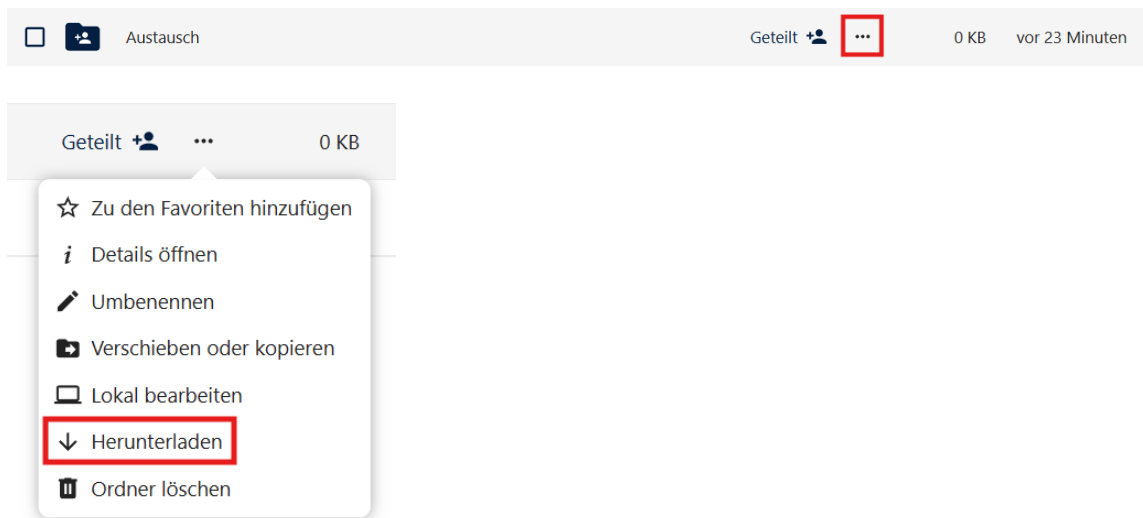 Austausch Geteilt ... 0 KB vor 23 Minuten
Geteilt ... 0 KB
Zu den Favoriten hinzufügen
Details öffnen
Umbenennen
Verschieben oder kopieren
Lokal bearbeiten
Herunterladen
Ordner löschen